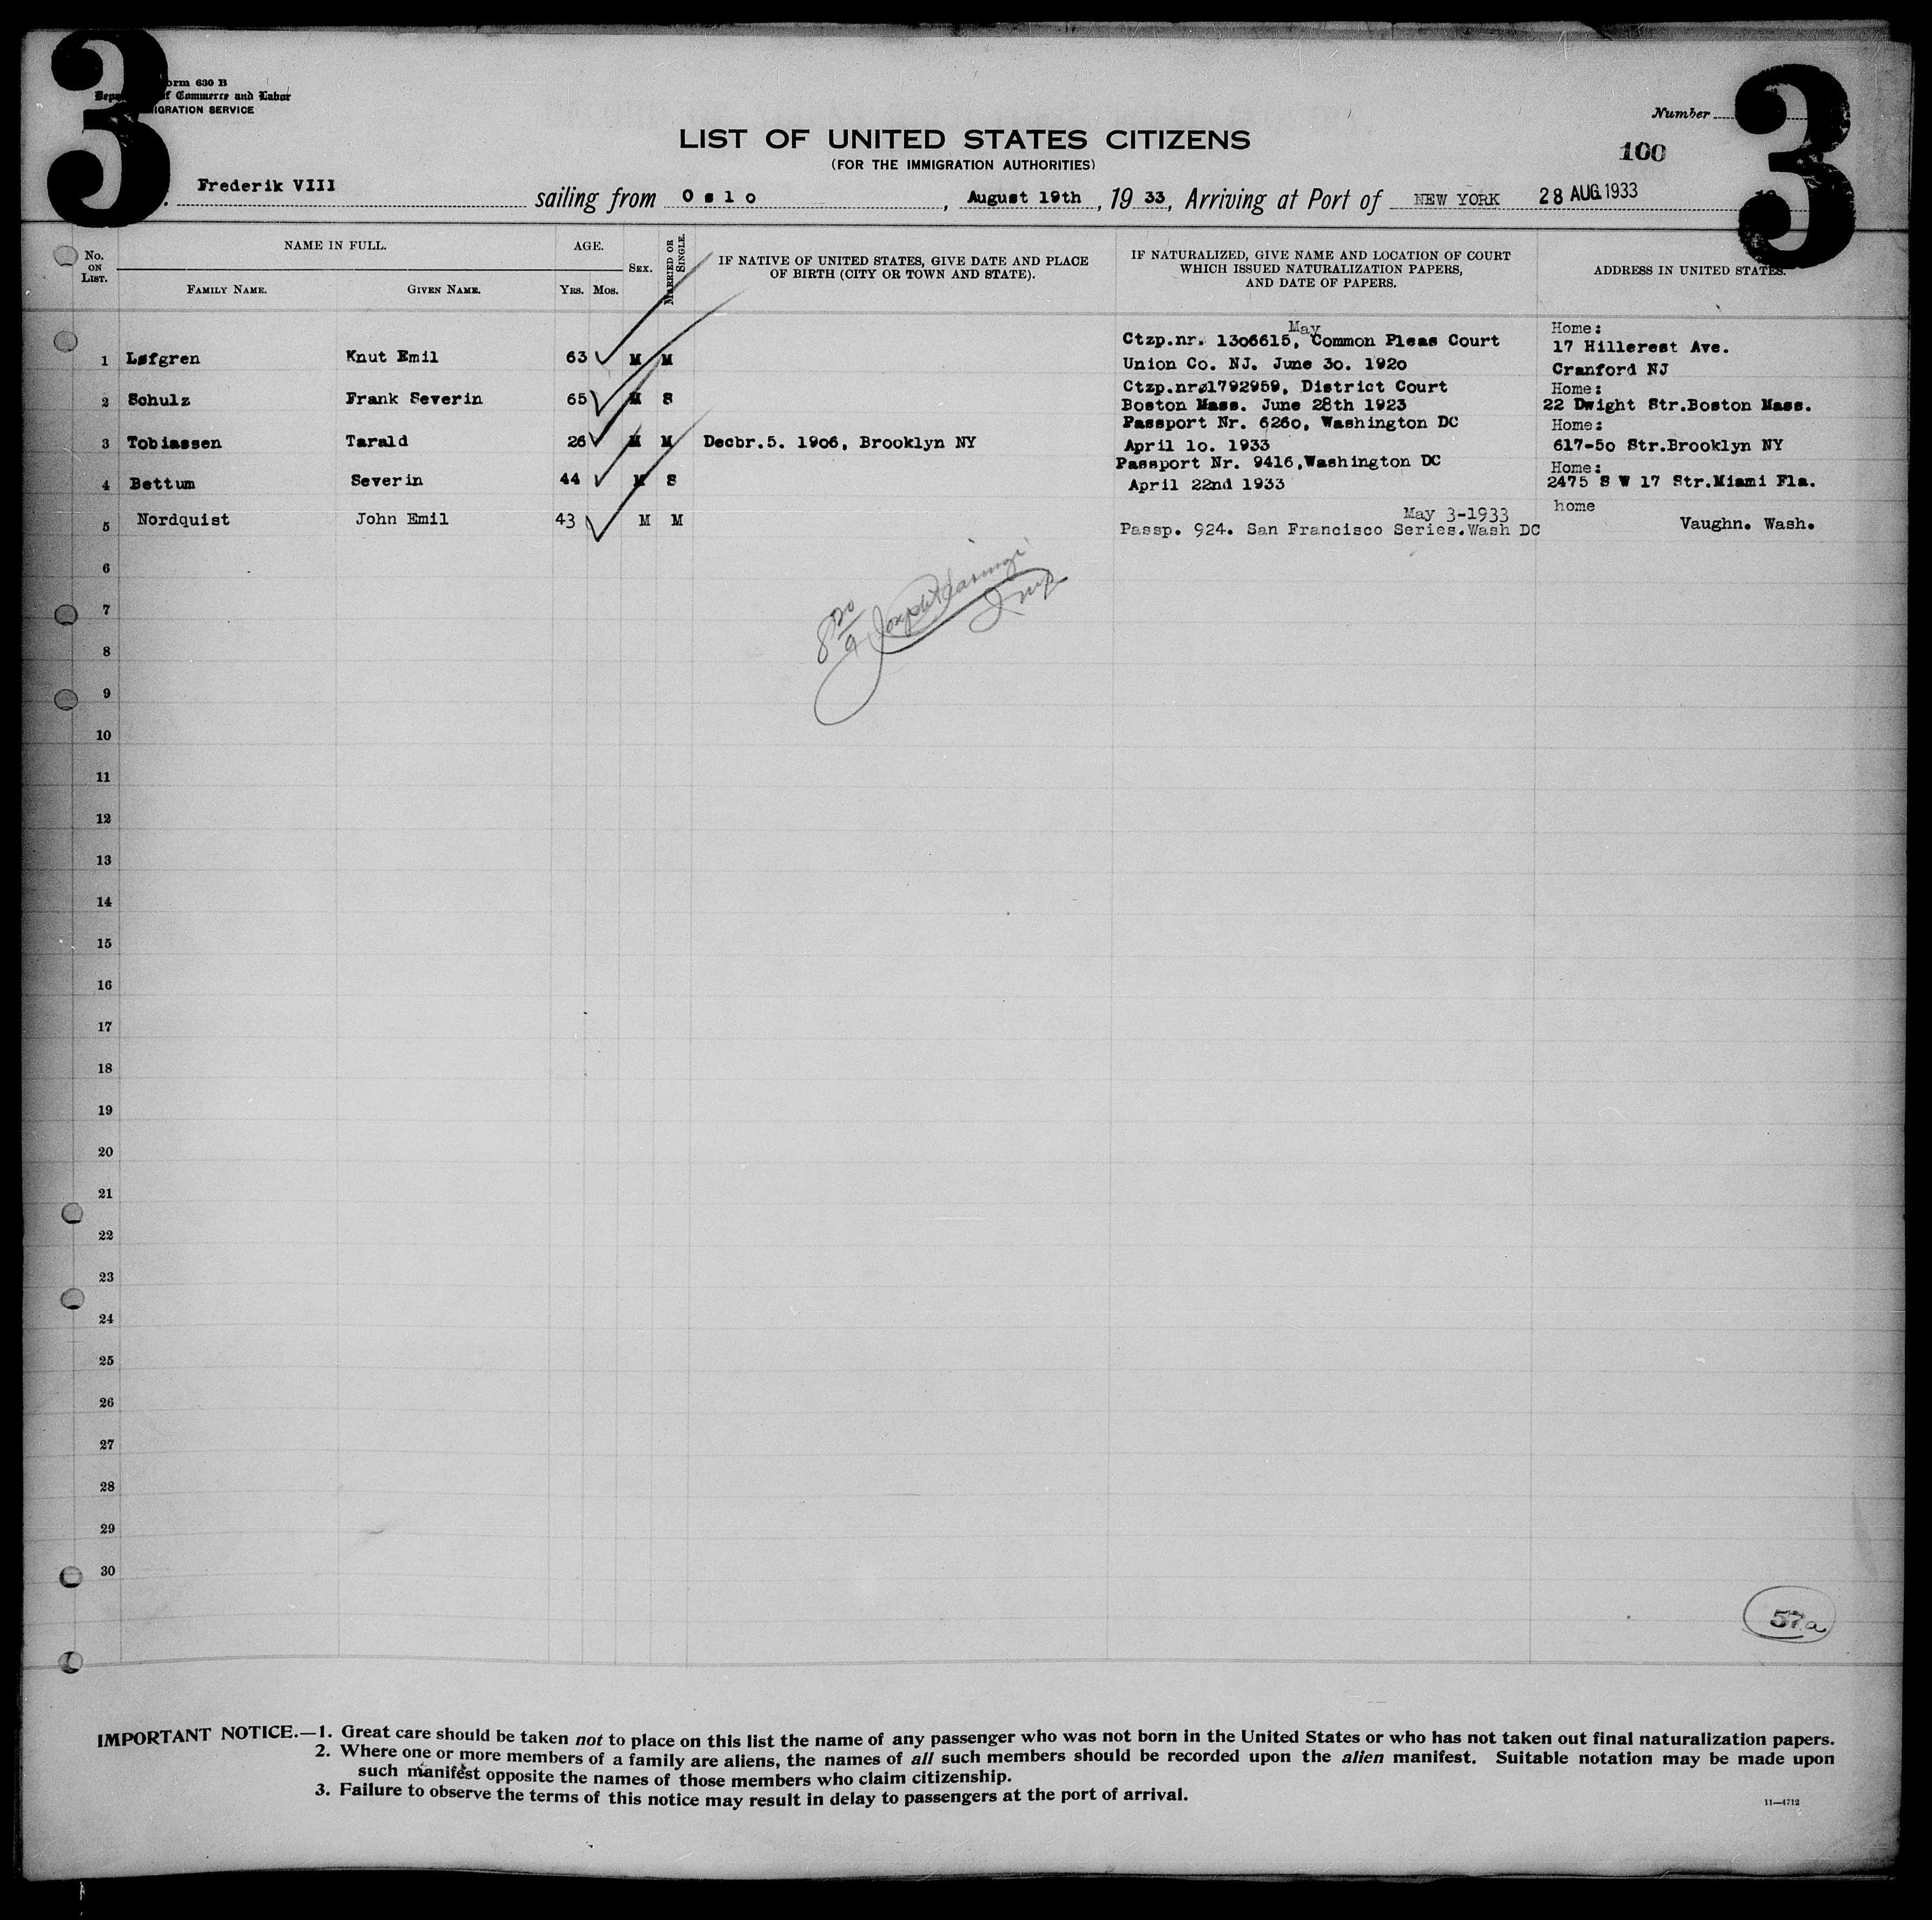 3
3
Form 630 B
Department of Commerce and Labor
IMMIGRATION SERVICE
Number
LIST OF UNITED STATES CITIZENS
(FOR THE IMMIGRATION AUTHORITIES)
100
Frederik VIII sailing from Oslo, August 19th, 1933, Arriving at Port of NEW YORK 28 AUG 1933
No. ON LIST.
NAME IN FULL.
FAMILY NAME.
GIVEN NAME.
AGE.
YRS. MOS.
SEX.
MARRIED OR SINGLE.
IF NATIVE OF UNITED STATES, GIVE DATE AND PLACE
OF BIRTH (CITY OR TOWN AND STATE).
IF NATURALIZED, GIVE NAME AND LOCATION OF COURT
WHICH ISSUED NATURALIZATION PAPERS,
AND DATE OF PAPERS.
ADDRESS IN UNITED STATES.
May Home:
Ctzp.nr. 13o6615, Common Pleas Court 17 Hillerest Ave.
1 Løfgren Knut Emil 63 M M
Union Co. NJ. June 3o. 192o Cranford NJ
Ctzp.nrø1792959, District Court Home:
2 Schulz Frank Severin 65 M S
Boston Mass. June 28th 1923 22 Dwight Str.Boston Mass.
Passport Nr. 626o, Washington DC Home:
3 Tobiassen Tarald 26 M M Decbr.5. 19o6, Brooklyn NY April 1o. 1933 617-5o Str.Brooklyn NY
Passport Nr. 9416,Washington DC Home:
4 Bettum Severin 44 M S April 22nd 1933 2475 S W 17 Str.Miami Fla.
May 3-1933 home
5 Nordquist John Emil 43 M M Passp. 924. San Francisco Series.Wash DC Vaughn. Wash.
6
7
8
9
10
11
12
13
14
15
16
17
18
19
20
21
22
23
24
25
26
27
28
29
30
57a
IMPORTANT NOTICE.—1. Great care should be taken not to place on this list the name of any passenger who was not born in the United States or who has not taken out final naturalization papers.
2. Where one or more members of a family are aliens, the names of all such members should be recorded upon the alien manifest. Suitable notation may be made upon
such manifest opposite the names of those members who claim citizenship.
3. Failure to observe the terms of this notice may result in delay to passengers at the port of arrival.
11—4712